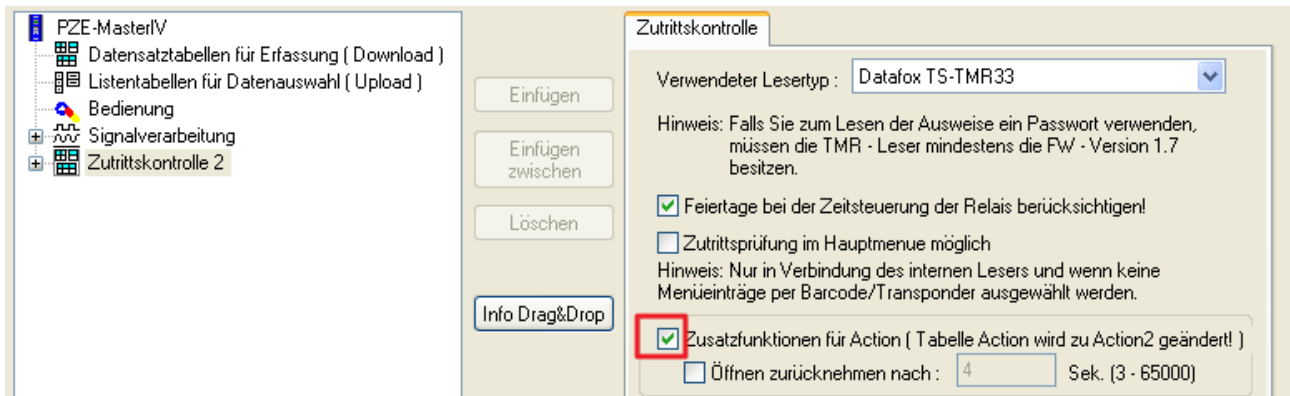 PZE-MasterIV
Datensatztabellen für Erfassung ( Download )
Listentabellen für Datenauswahl ( Upload )
Bedienung
Signalverarbeitung
Zutrittskontrolle 2
Einfügen
Einfügen
zwischen
Löschen
Info Drag&Drop
Zutrittskontrolle
Verwendeter Lesertyp : Datafox TS-TMR33
Hinweis: Falls Sie zum Lesen der Ausweise ein Passwort verwenden,
müssen die TMR - Leser mindestens die FW - Version 1.7
besitzen.
Feiertage bei der Zeitsteuerung der Relais berücksichtigen!
Zutrittsprüfung im Hauptmenue möglich
Hinweis: Nur in Verbindung des internen Lesers und wenn keine
Menüeinträge per Barcode/Transponder ausgewählt werden.
Zusatzfunktionen für Action ( Tabelle Action wird zu Action2 geändert! )
Öffnen zurücknehmen nach : 4 Sek. (3 - 65000)